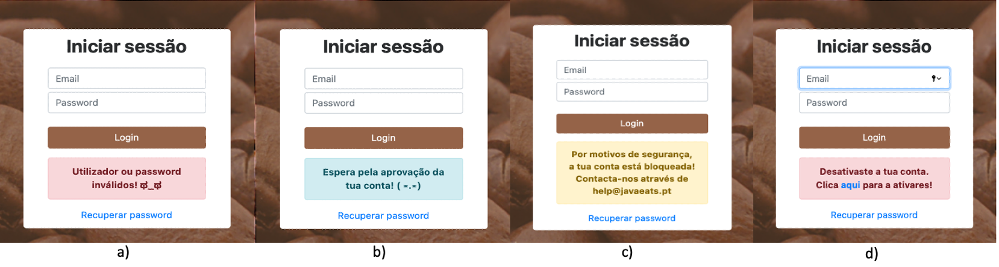 Iniciar sessão
Email
Password
Login
Utilizador ou password
inválidos! ಥ_ಥ
Recuperar password
a)
Iniciar sessão
Email
Password
Login
Espera pela aprovação da
tua conta! ( ≖.≖)
Recuperar password
b)
Iniciar sessão
Email
Password
Login
Por motivos de segurança,
a tua conta está bloqueada!
Contacta-nos através de
help@javaeats.pt
Recuperar password
c)
Iniciar sessão
Email
Password
Login
Desativaste a tua conta.
Clica aqui para a ativares!
Recuperar password
d)